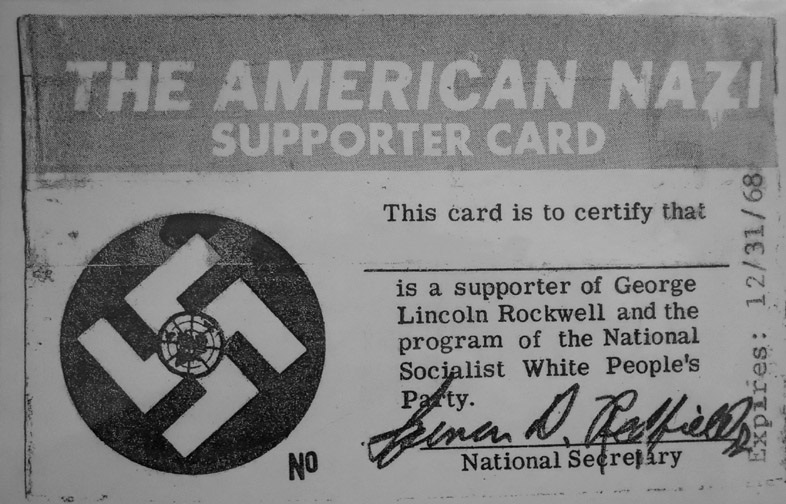 THE AMERICAN NAZI
SUPPORTER CARD
This card is to certify that
is a supporter of George
Lincoln Rockwell and the
program of the National
Socialist White People's
Party.
National Secretary
NO
Expires: 12/31/68